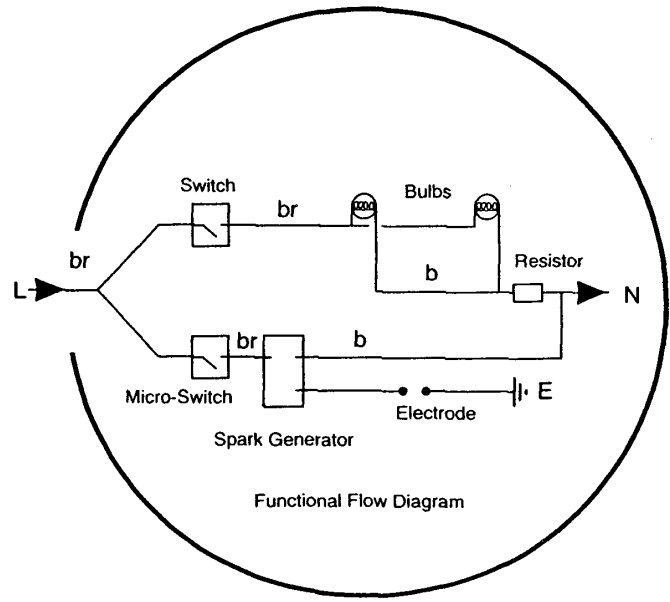 Switch
br
Bulbs
br
b
Resistor
L
N
br
b
Micro-Switch
E
Electrode
Spark Generator
Functional Flow Diagram